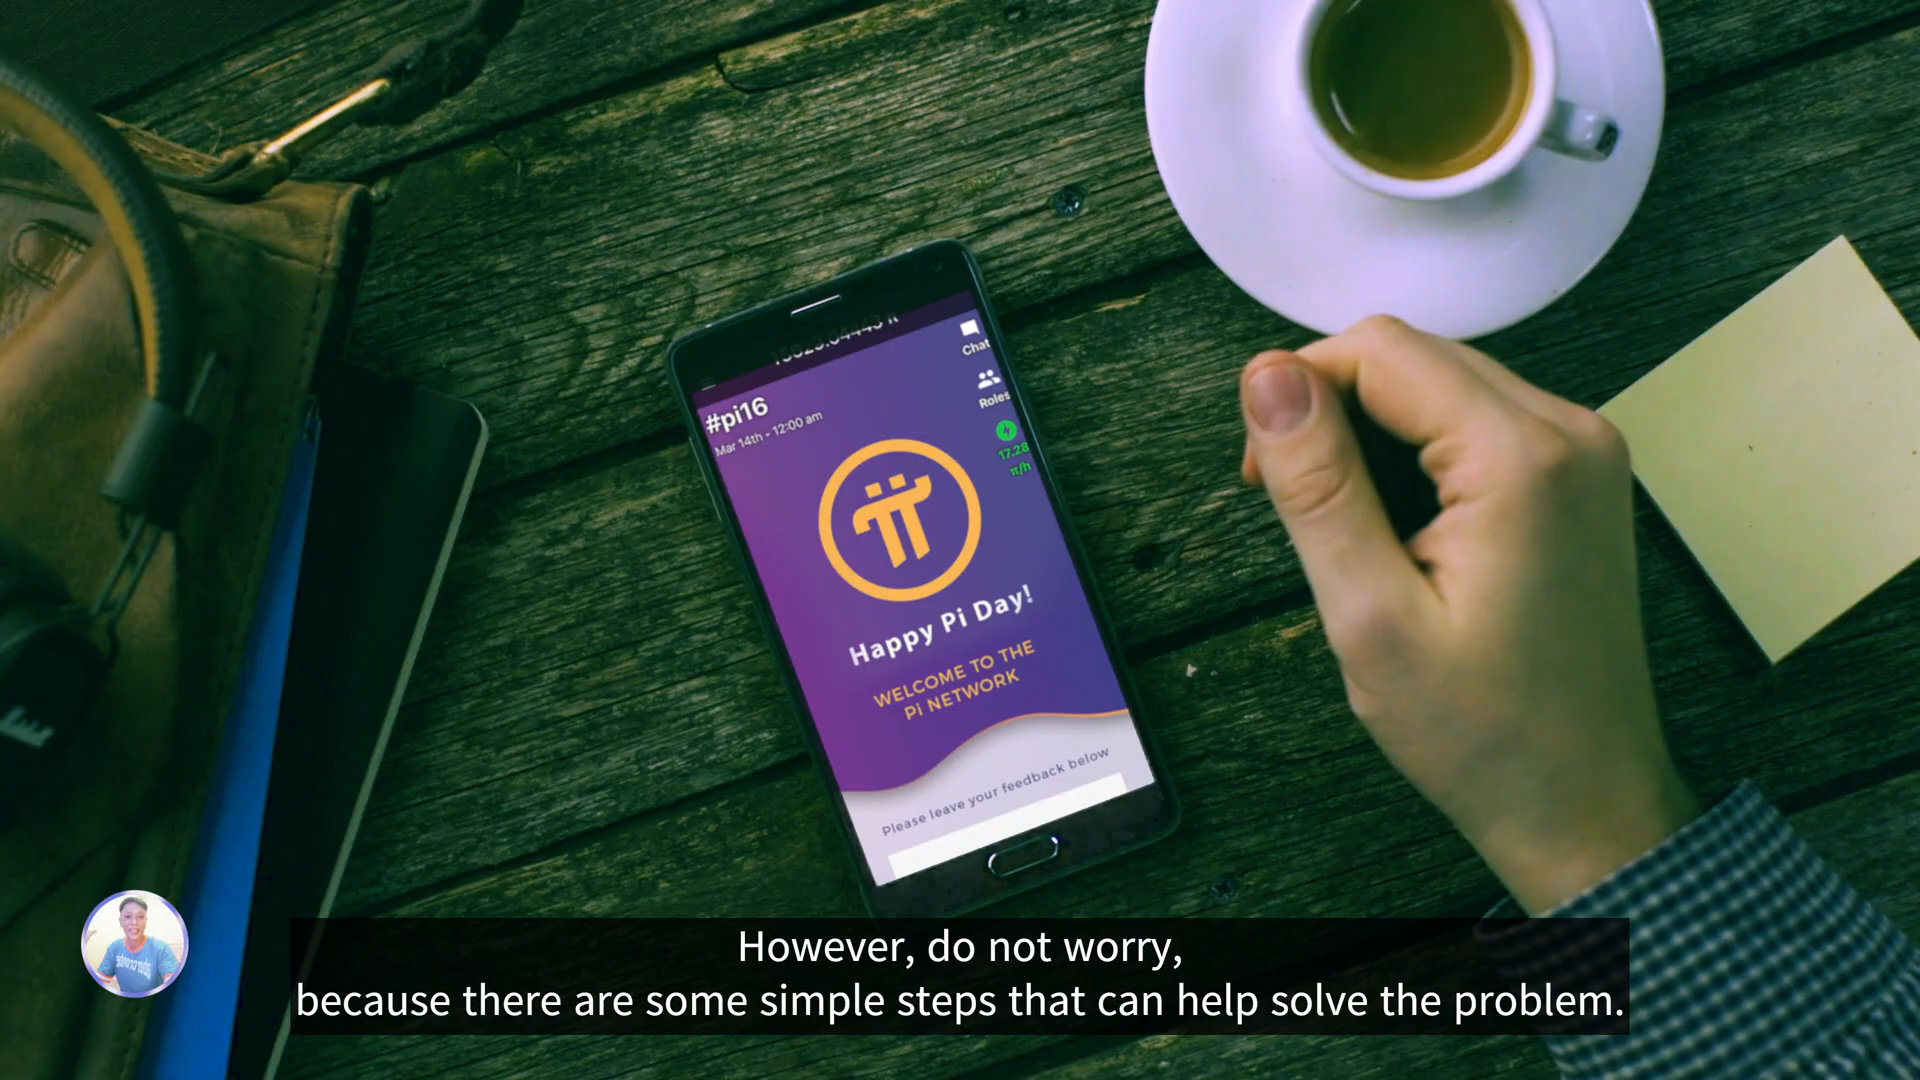 #pi16
Mar 14th - 12:00 am
Chat
Roles
17.28
π/h
Happy Pi Day!
WELCOME TO THE
Pi NETWORK
Please leave your feedback below
However, do not worry,
because there are some simple steps that can help solve the problem.